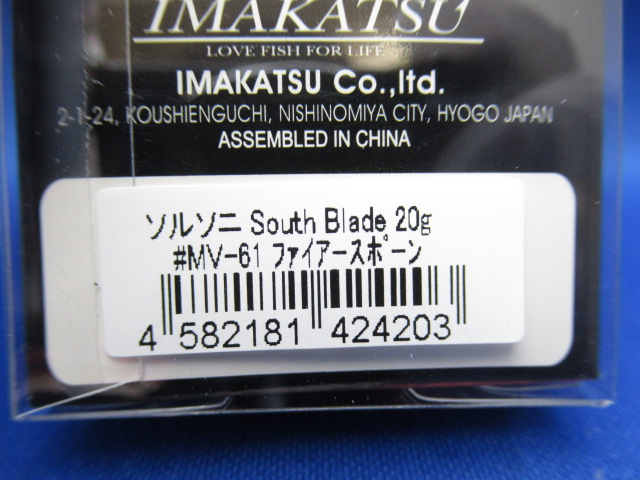 IMAKATSU
LOVE FISH FOR LIFE
IMAKATSU Co.,ltd.
2-1-24, KOUSHIENGUCHI, NISHINOMIYA CITY, HYOGO JAPAN
ASSEMBLED IN CHINA
ソルソニ South Blade 20g
#MV-61 ファイアースポーン
4 582181 424203